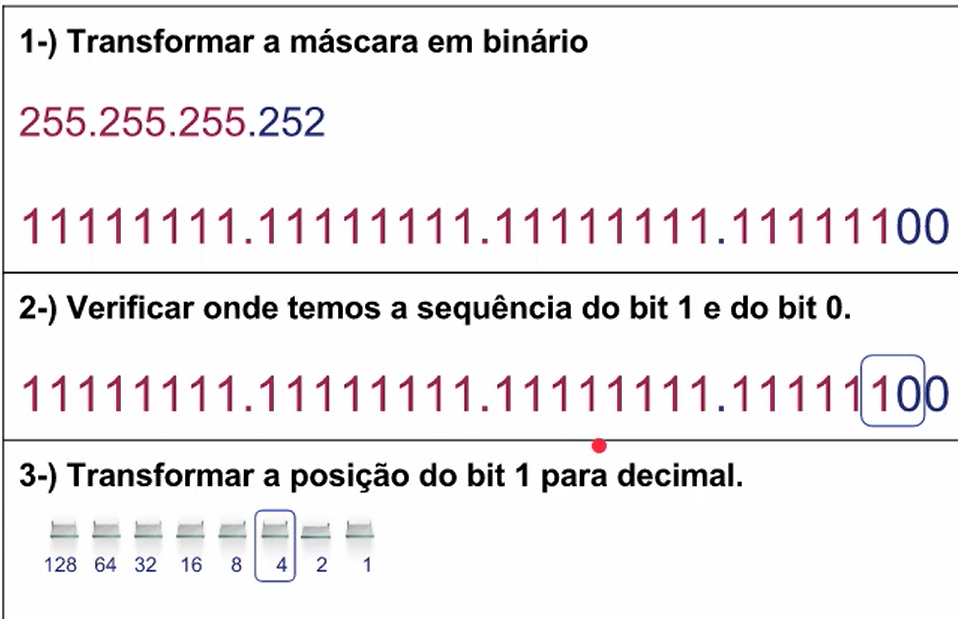 1-) Transformar a máscara em binário
255.255.255.252
11111111.11111111.11111111.11111100
2-) Verificar onde temos a sequência do bit 1 e do bit 0.
11111111.11111111.11111111.11111100
3-) Transformar a posição do bit 1 para decimal.
128 64 32 16 8 4 2 1